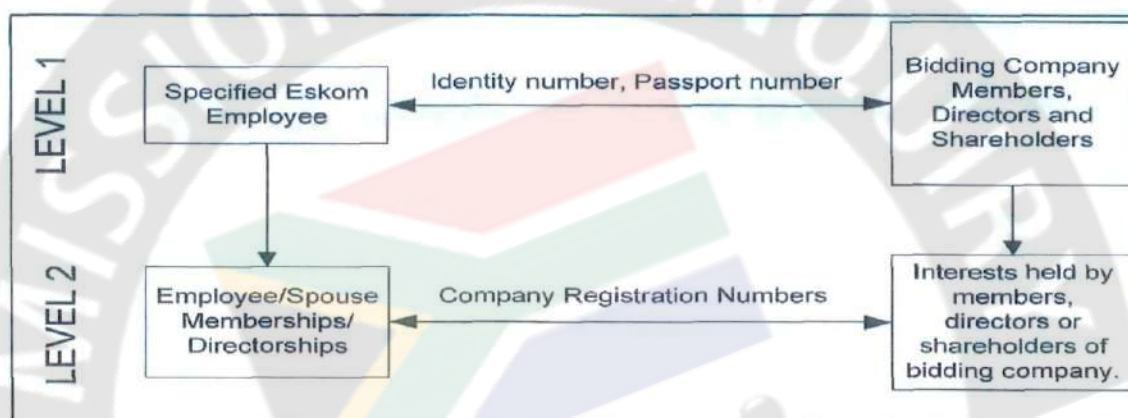 LEVEL 1
Specified Eskom
Employee
Identity number, Passport number
Bidding Company
Members,
Directors and
Shareholders
LEVEL 2
Employee/Spouse
Memberships/
Directorships
Company Registration Numbers
Interests held by
members,
directors or
shareholders of
bidding company.
MISSION